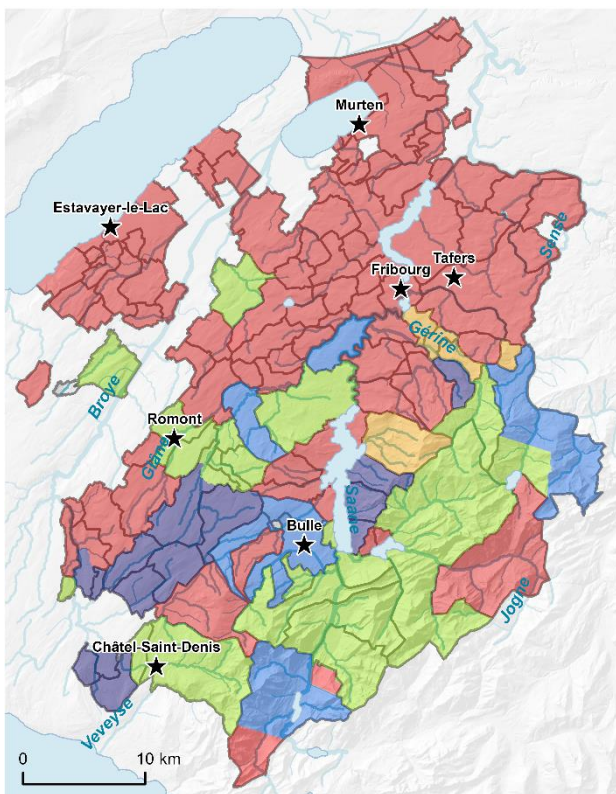 Murten
Estavayer-le-Lac
Sense
Tafers
Fribourg
Gérine
Broye
Romont
Glâne
Sarine
Bulle
Jogne
Châtel-Saint-Denis
Veveyse
0 10 km